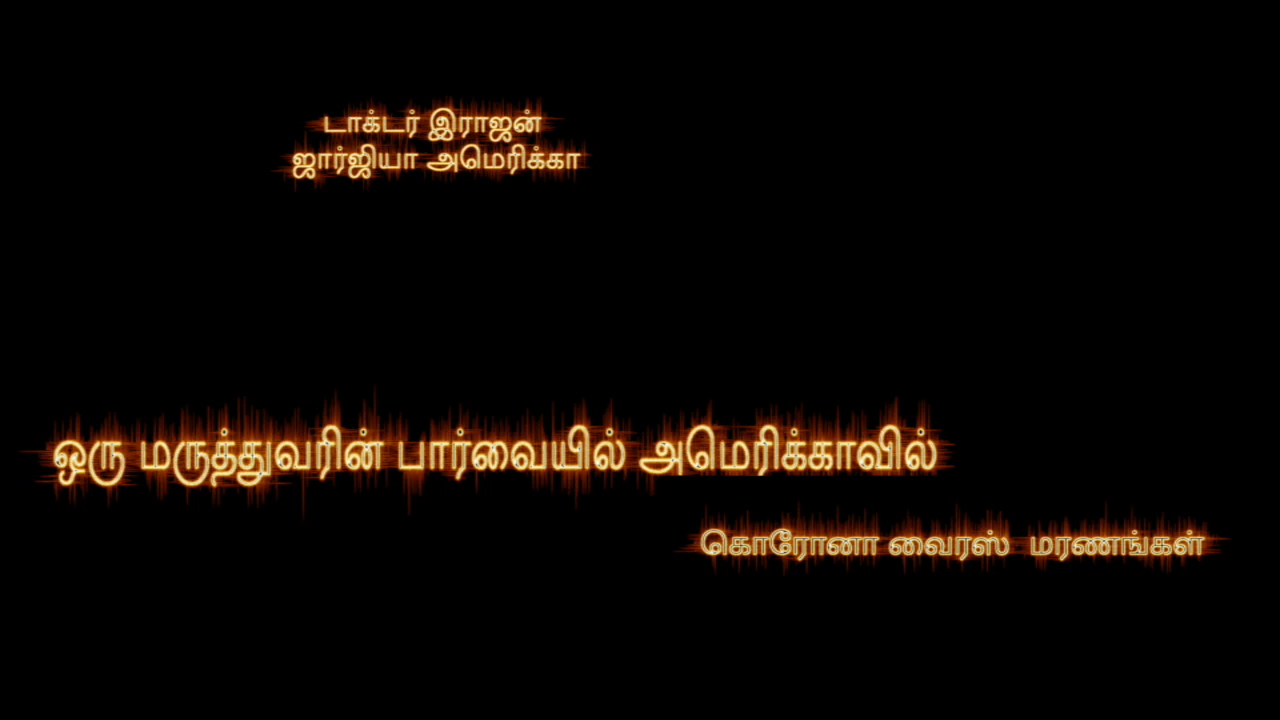 டாக்டர் இராஜன்
ஜார்ஜியா அமெரிக்கா
ஒரு மருத்துவரின் பார்வையில் அமெரிக்காவில்
கொரோனா வைரஸ் மரணங்கள்